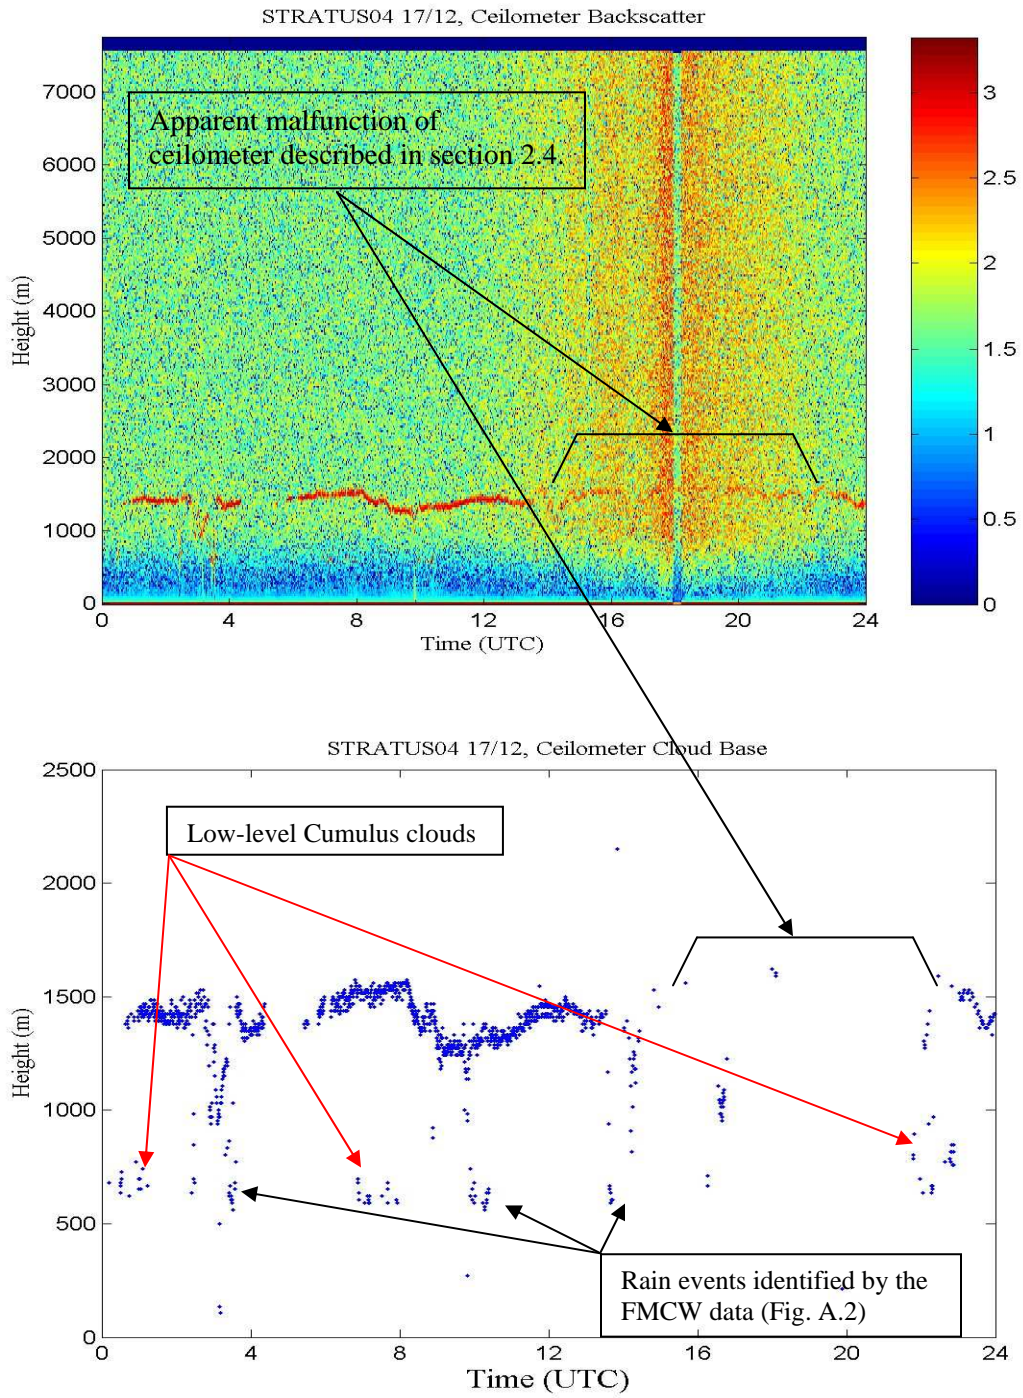 STRATUS04 17/12, Ceilometer Backscatter
7000
6000
5000
4000
3000
2000
1000
0
Height (m)
Apparent malfunction of
ceilometer described in section 2.4.
0 4 8 12 16 20 24
Time (UTC)
3
2.5
2
1.5
1
0.5
0
STRATUS04 17/12, Ceilometer Cloud Base
2500
2000
1500
1000
500
0
Height (m)
Low-level Cumulus clouds
Rain events identified by the
FMCW data (Fig. A.2)
0 4 8 12 16 20 24
Time (UTC)